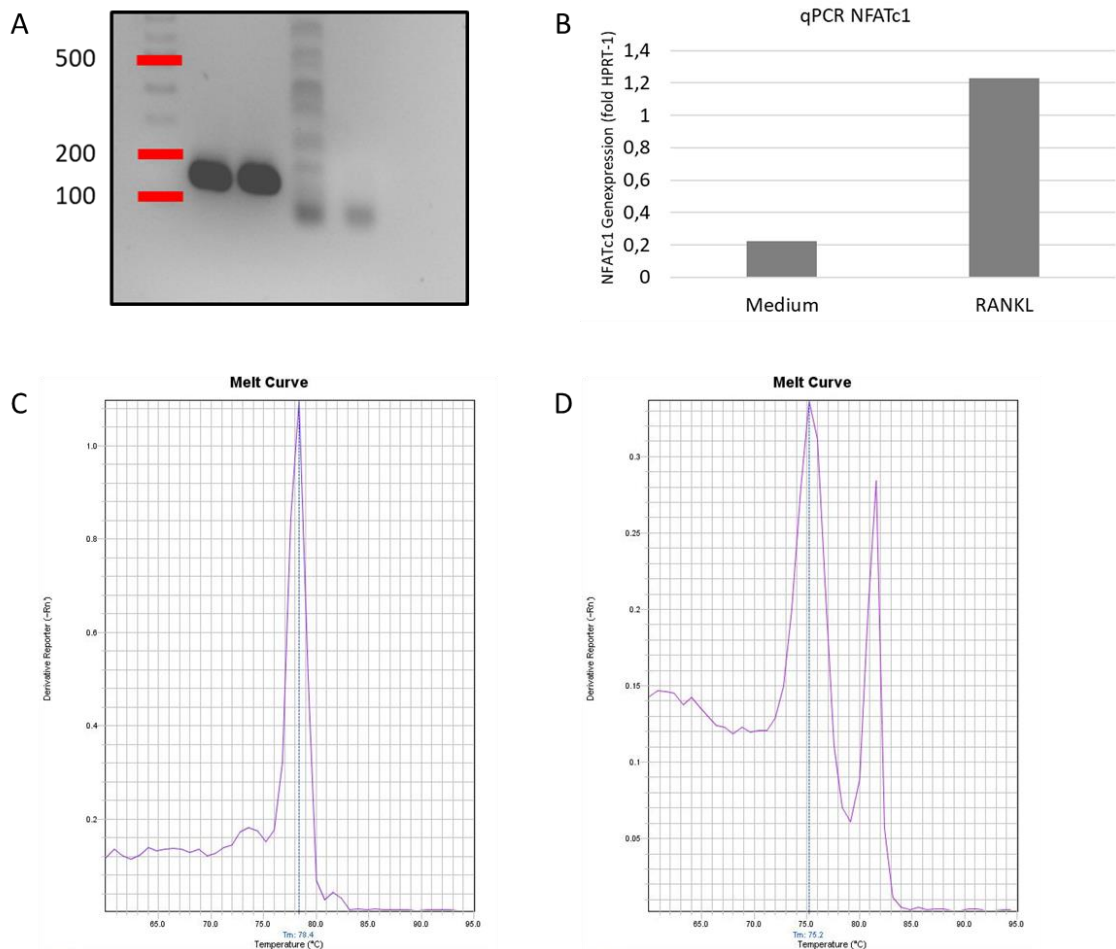 A
500
200
100
B
qPCR NFATc1
NFATc1 Genexpression (fold HPRT-1)
1,4
1,2
1
0,8
0,6
0,4
0,2
0
Medium RANKL
C
Melt Curve
Derivative Reporter (-Rn')
1.0
0.8
0.6
0.4
0.2
65.0 70.0 75.0 80.0 85.0 90.0 95.0
Tm: 78.4
Temperature (°C)
D
Melt Curve
Derivative Reporter (-Rn')
0.3
0.25
0.2
0.15
0.1
0.05
65.0 70.0 75.0 80.0 85.0 90.0 95.0
Tm: 75.2
Temperature (°C)